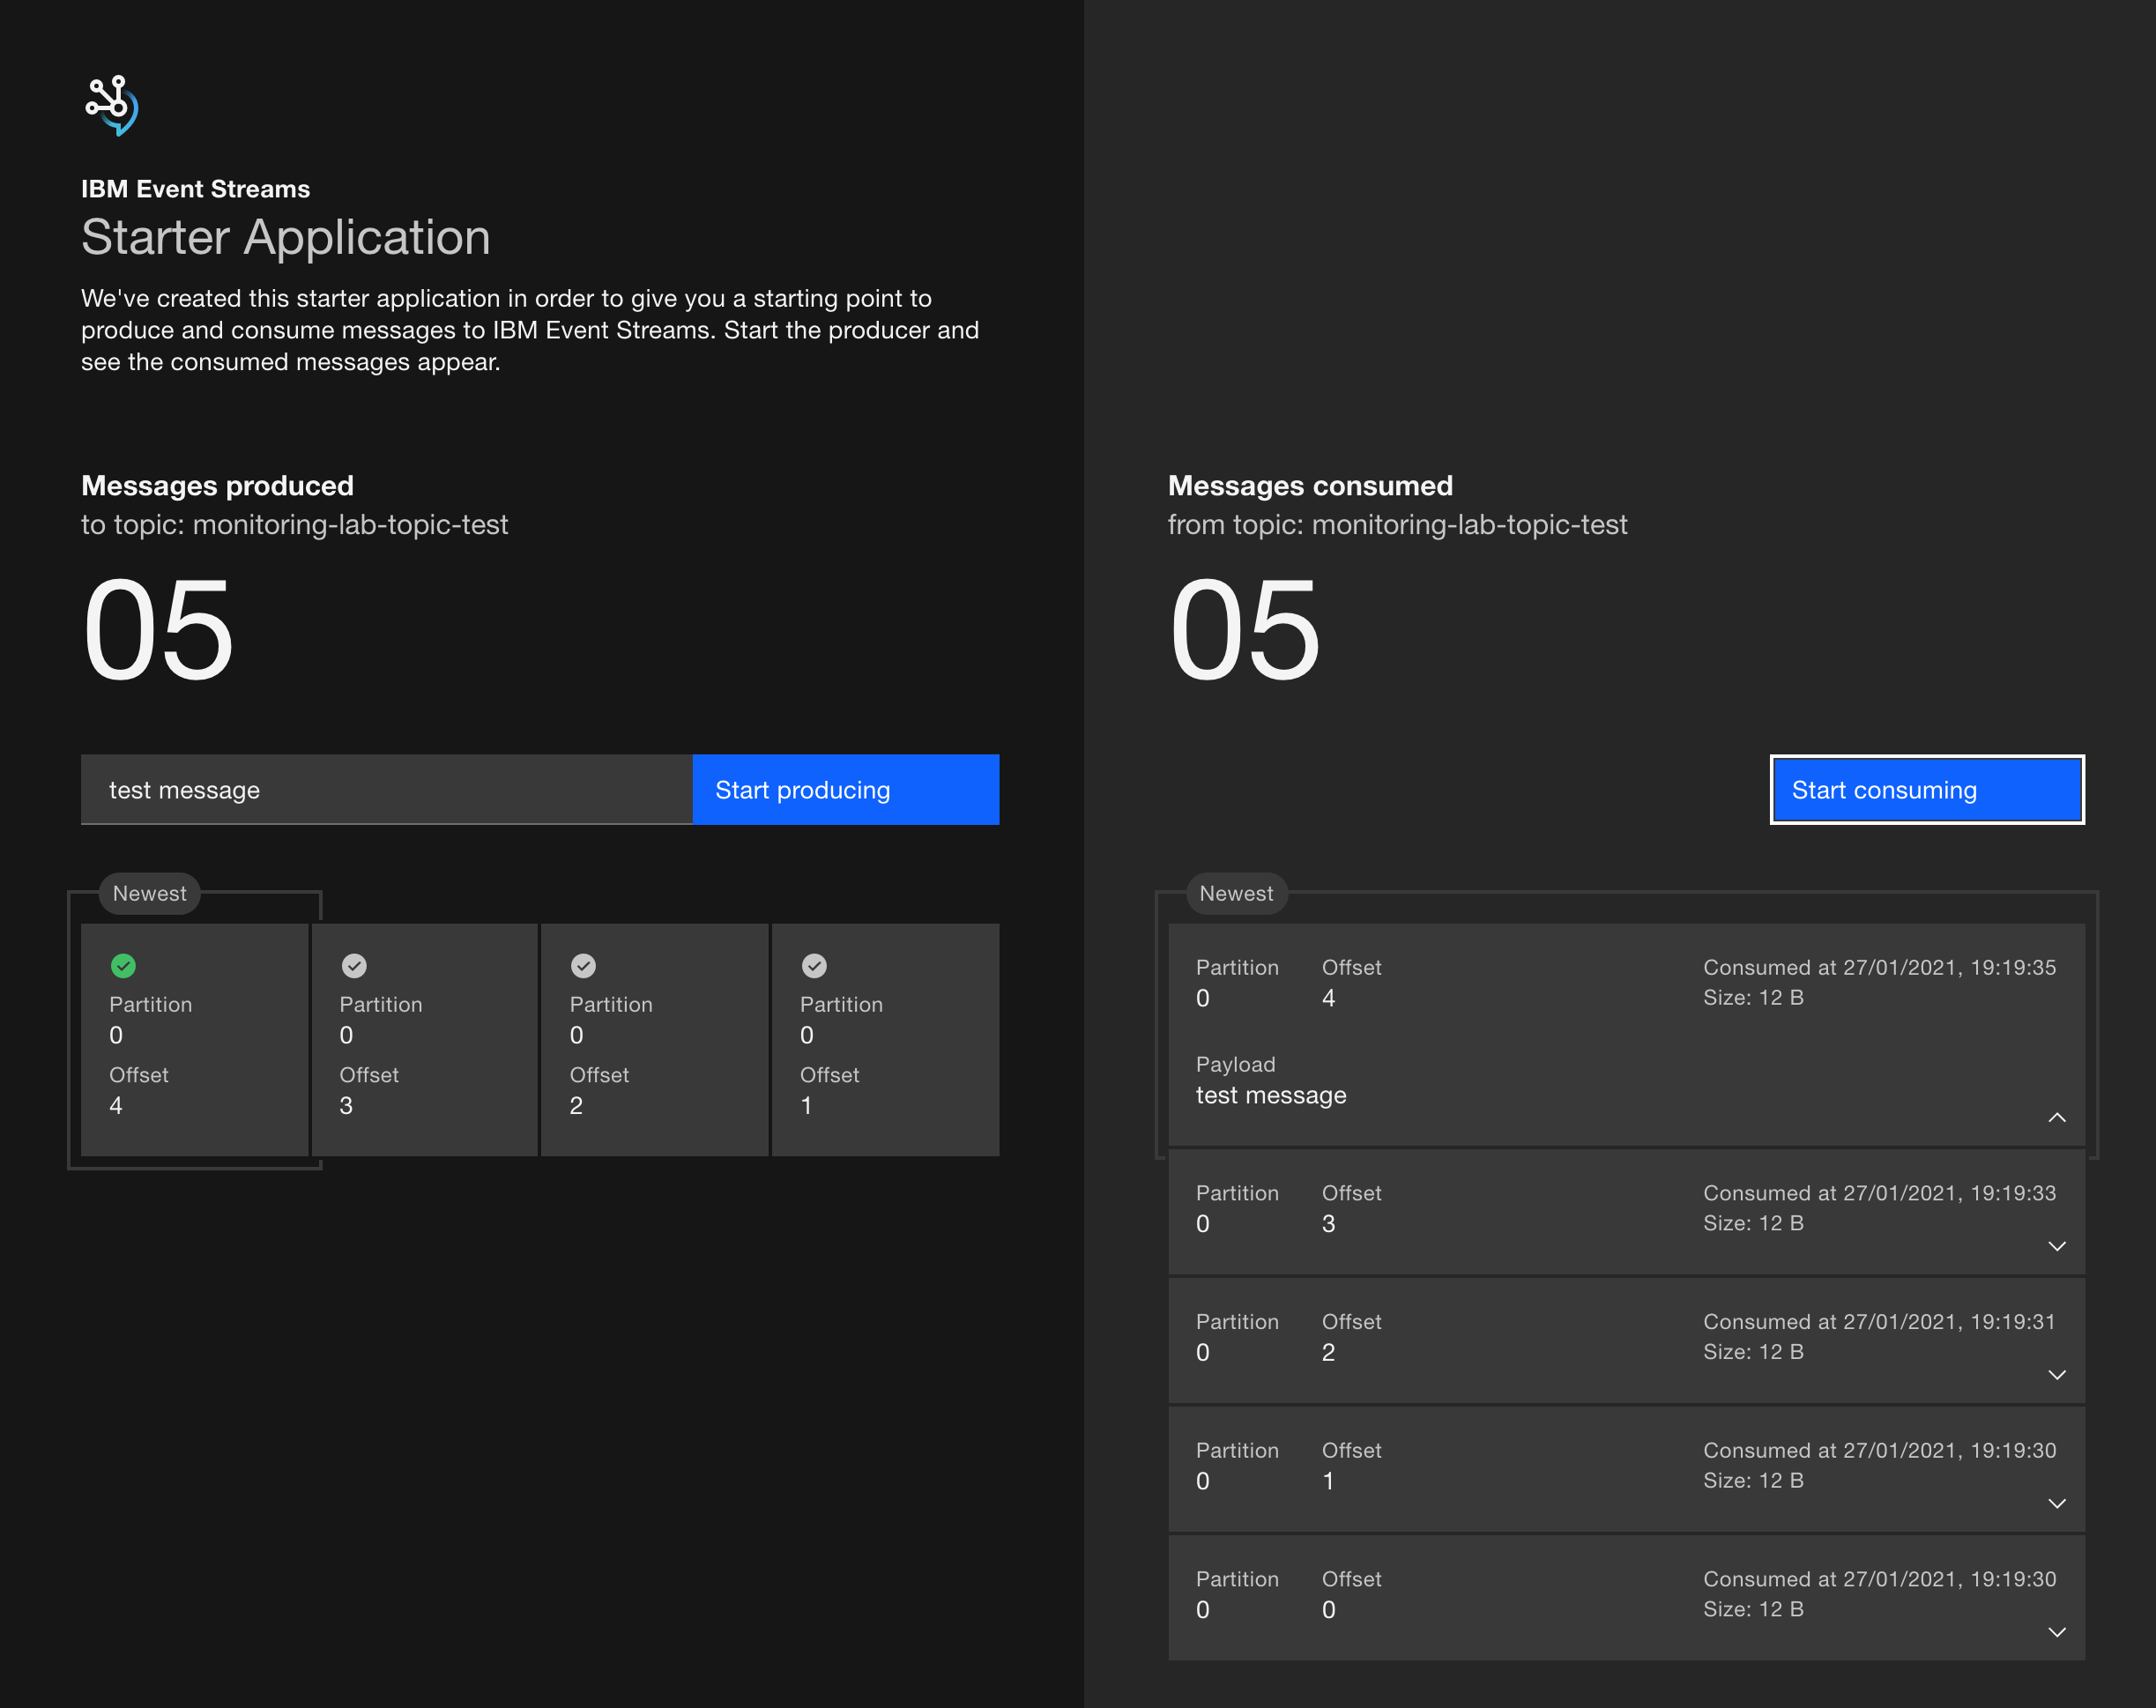 IBM Event Streams
Starter Application
We've created this starter application in order to give you a starting point to
produce and consume messages to IBM Event Streams. Start the producer and
see the consumed messages appear.
Messages produced
to topic: monitoring-lab-topic-test
05
test message
Start producing
Newest
Partition
0
Offset
4
Partition
0
Offset
3
Partition
0
Offset
2
Partition
0
Offset
1
Messages consumed
from topic: monitoring-lab-topic-test
05
Start consuming
Newest
Partition Offset Consumed at 27/01/2021, 19:19:35
0 4 Size: 12 B
Payload
test message
Partition Offset Consumed at 27/01/2021, 19:19:33
0 3 Size: 12 B
Partition Offset Consumed at 27/01/2021, 19:19:31
0 2 Size: 12 B
Partition Offset Consumed at 27/01/2021, 19:19:30
0 1 Size: 12 B
Partition Offset Consumed at 27/01/2021, 19:19:30
0 0 Size: 12 B